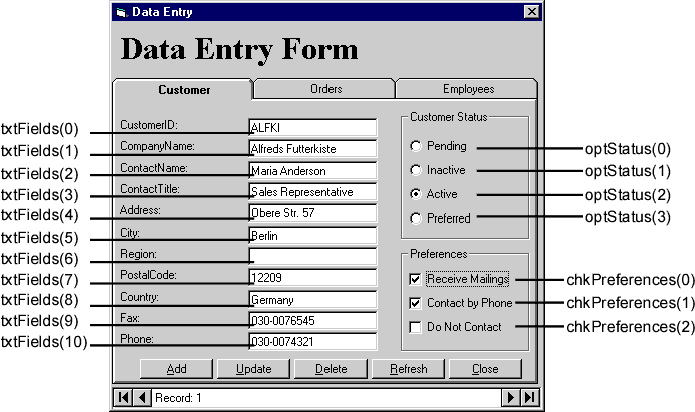 Data Entry
Data Entry Form
Customer Orders Employees
txtFields(0) CustomerID: ALFKI
txtFields(1) CompanyName: Alfreds Futterkiste
txtFields(2) ContactName: Maria Anderson
txtFields(3) ContactTitle: Sales Representative
txtFields(4) Address: Obere Str. 57
txtFields(5) City: Berlin
txtFields(6) Region:
txtFields(7) PostalCode: 12209
txtFields(8) Country: Germany
txtFields(9) Fax: 030-0076545
txtFields(10) Phone: 030-0074321
Customer Status
Pending optStatus(0)
Inactive optStatus(1)
Active optStatus(2)
Preferred optStatus(3)
Preferences
Receive Mailings chkPreferences(0)
Contact by Phone chkPreferences(1)
Do Not Contact chkPreferences(2)
Add Update Delete Refresh Close
Record: 1